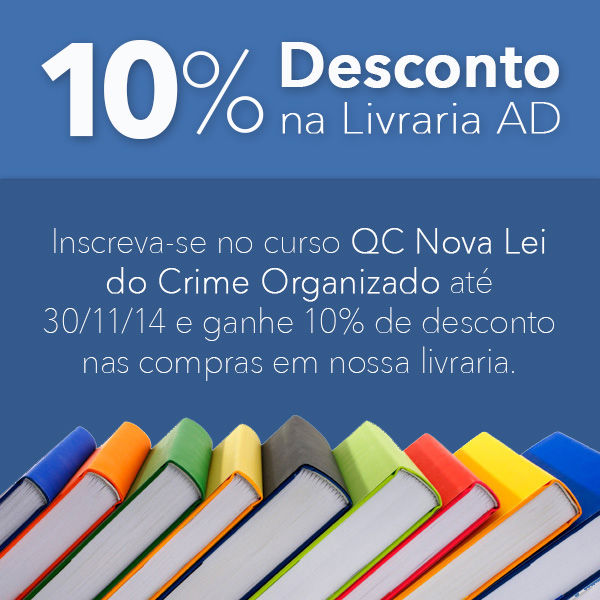 10% Desconto
na Livraria AD
Inscreva-se no curso QC Nova Lei
do Crime Organizado até
30/11/14 e ganhe 10% de desconto
nas compras em nossa livraria.